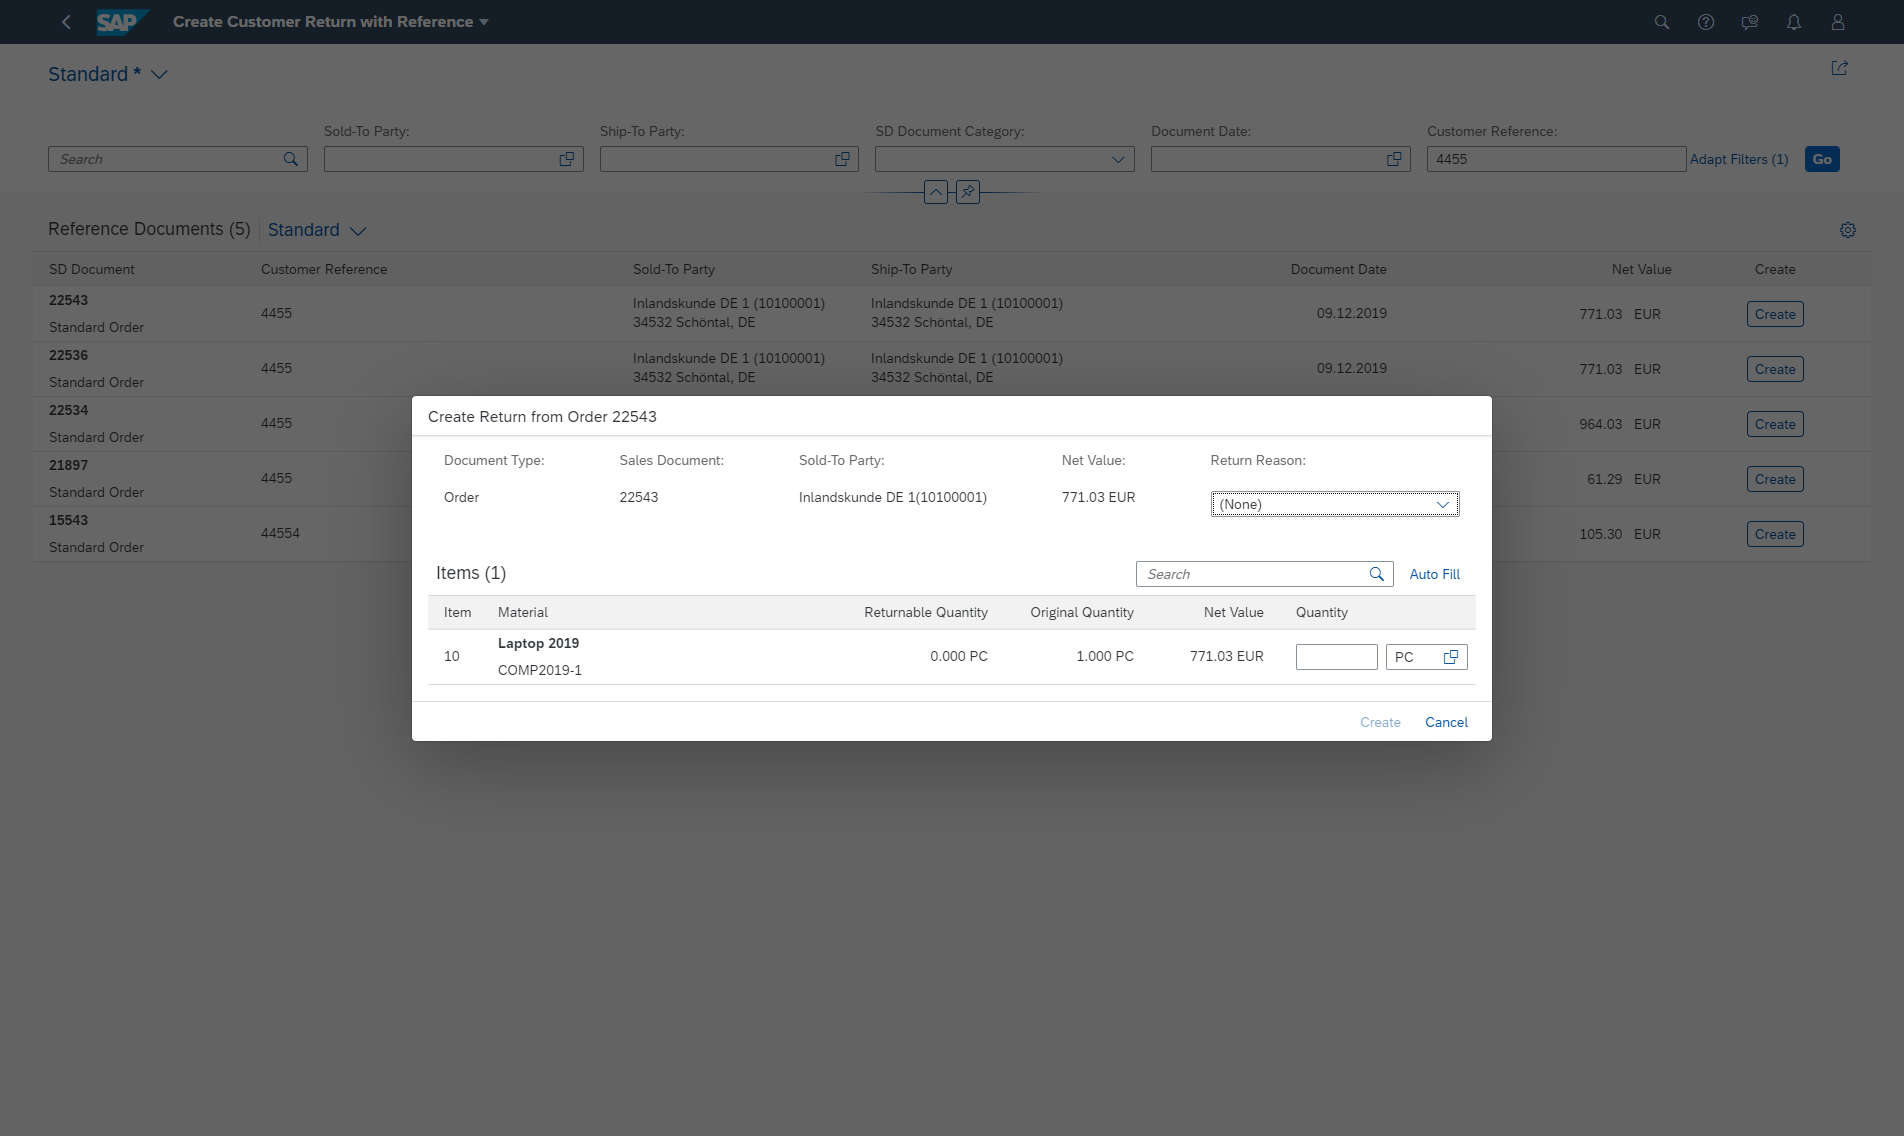 SAP Create Customer Return with Reference
Standard *
Sold-To Party: Ship-To Party: SD Document Category: Document Date: Customer Reference:
Search 4455 Adapt Filters (1) Go
Reference Documents (5) Standard
SD Document Customer Reference Sold-To Party Ship-To Party Document Date Net Value Create
22543
Standard Order
4455
Inlandskunde DE 1 (10100001)
34532 Schöntal, DE
Inlandskunde DE 1 (10100001)
34532 Schöntal, DE
09.12.2019
771.03 EUR
Create
22536
Standard Order
4455
Inlandskunde DE 1 (10100001)
34532 Schöntal, DE
Inlandskunde DE 1 (10100001)
34532 Schöntal, DE
09.12.2019
771.03 EUR
Create
22534
Standard Order
4455
964.03 EUR
Create
21897
Standard Order
4455
61.29 EUR
Create
15543
Standard Order
44554
105.30 EUR
Create
Create Return from Order 22543
Document Type: Sales Document: Sold-To Party: Net Value: Return Reason:
Order 22543 Inlandskunde DE 1(10100001) 771.03 EUR (None)
Items (1) Search Auto Fill
Item Material Returnable Quantity Original Quantity Net Value Quantity
10
Laptop 2019
COMP2019-1
0.000 PC
1.000 PC
771.03 EUR
PC
Create Cancel